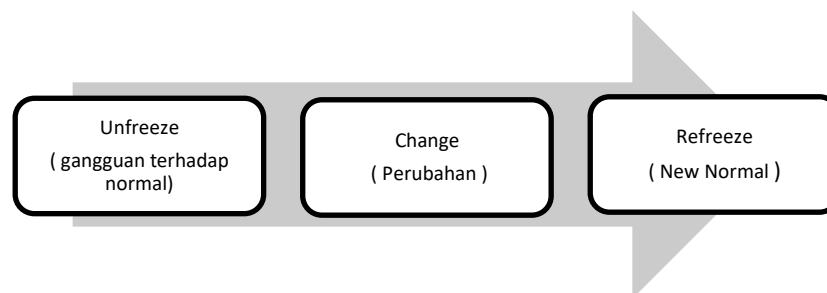 Unfreeze
( gangguan terhadap
normal)
Change
( Perubahan )
Refreeze
( New Normal )